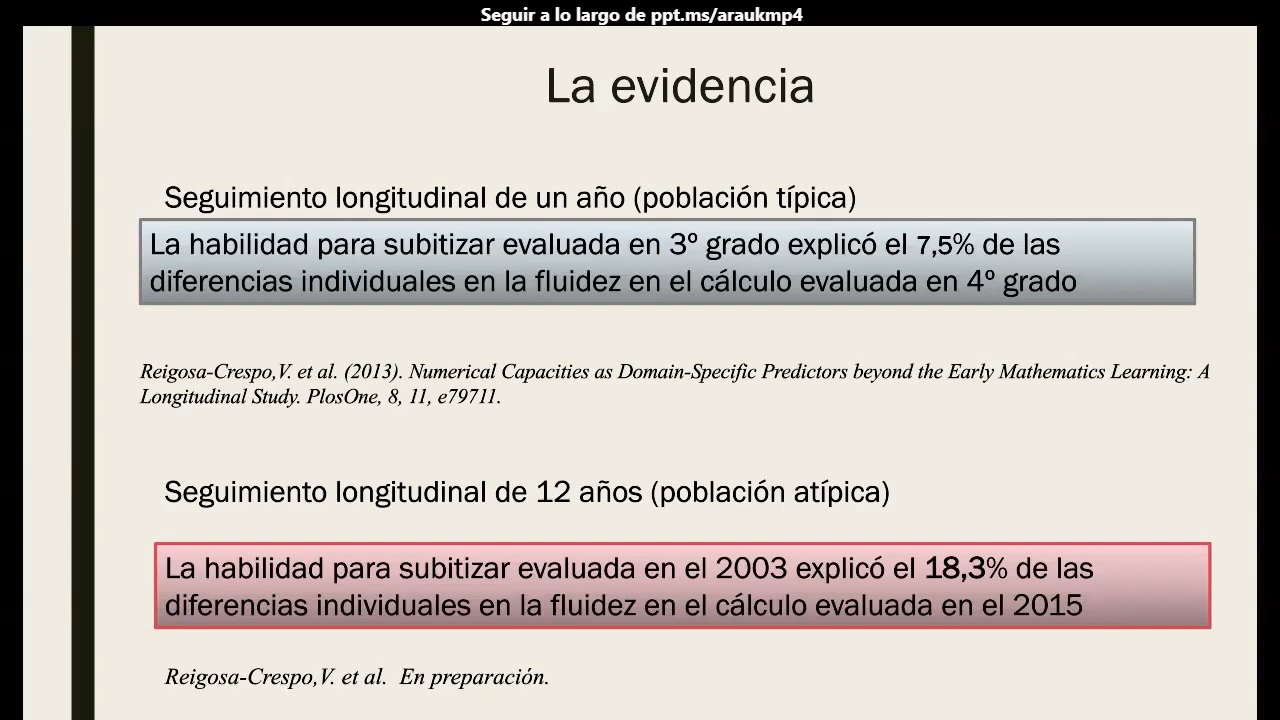 Seguir a lo largo de ppt.ms/araukmp4
La evidencia
Seguimiento longitudinal de un año (población típica)
La habilidad para subitizar evaluada en 3º grado explicó el 7,5% de las
diferencias individuales en la fluidez en el cálculo evaluada en 4º grado
Reigosa-Crespo,V. et al. (2013). Numerical Capacities as Domain-Specific Predictors beyond the Early Mathematics Learning: A
Longitudinal Study. PlosOne, 8, 11, e79711.
Seguimiento longitudinal de 12 años (población atípica)
La habilidad para subitizar evaluada en el 2003 explicó el 18,3% de las
diferencias individuales en la fluidez en el cálculo evaluada en el 2015
Reigosa-Crespo,V. et al.  En preparación.